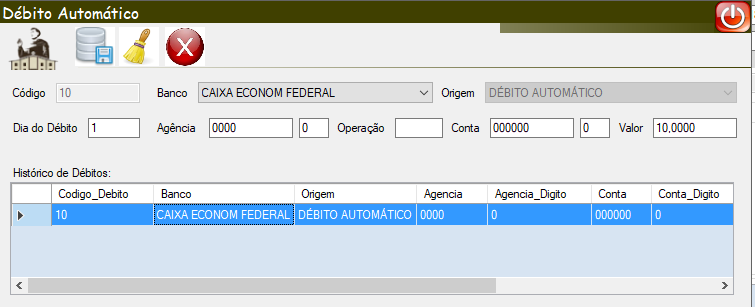 Débito Automático
Código 10 Banco CAIXA ECONOM FEDERAL Origem DÉBITO AUTOMÁTICO
Dia do Débito 1 Agência 0000 0 Operação Conta 000000 0 Valor 10,0000
Histórico de Débitos:
Codigo_Debito Banco Origem Agencia Agencia_Digito Conta Conta_Digito
10 CAIXA ECONOM FEDERAL DÉBITO AUTOMÁTICO 0000 0 000000 0